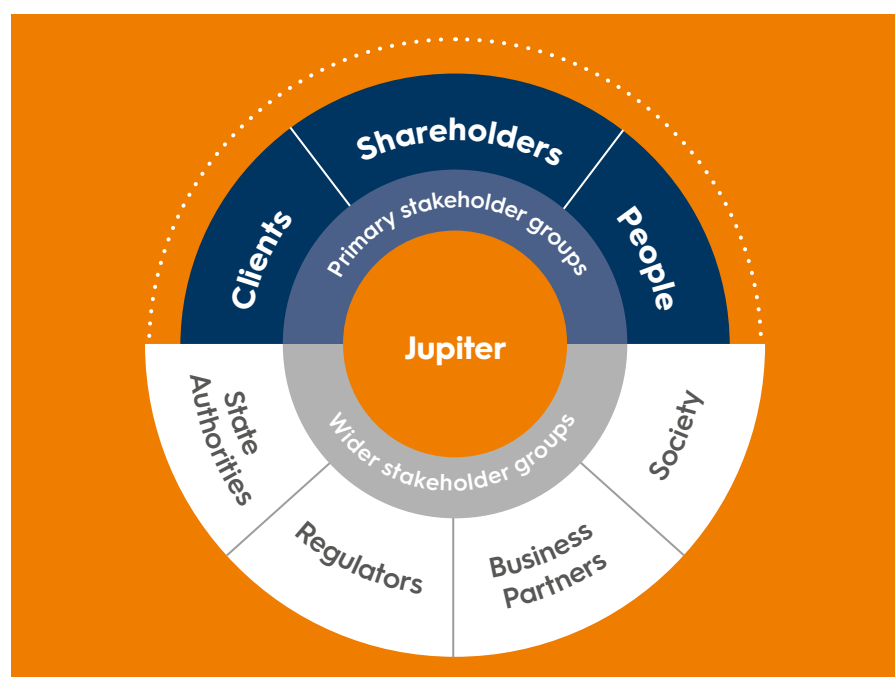 Shareholders
Clients
People
Primary stakeholder groups
Jupiter
Wider stakeholder groups
State
Authorities
Regulators
Business
Partners
Society